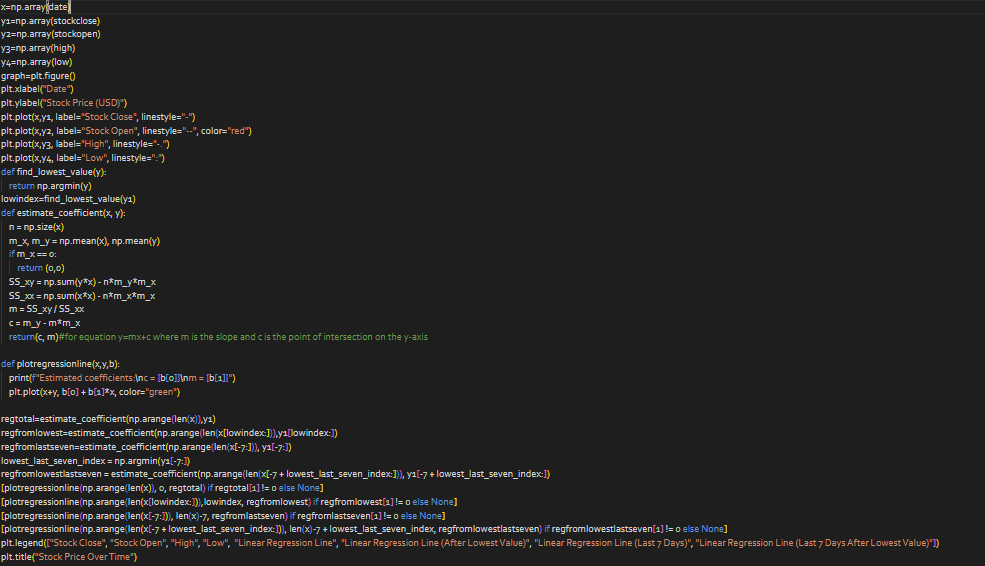 x=np.array(date)
y1=np.array(stockclose)
y2=np.array(stockopen)
y3=np.array(high)
y4=np.array(low)
graph=plt.figure()
plt.xlabel("Date")
plt.ylabel("Stock Price (USD)")
plt.plot(x,y1, label="Stock Close", linestyle="-")
plt.plot(x,y2, label="Stock Open", linestyle="--", color="red")
plt.plot(x,y3, label="High", linestyle="-.")
plt.plot(x,y4, label="Low", linestyle=":")
def find_lowest_value(y):
    return np.argmin(y)
lowindex=find_lowest_value(y1)
def estimate_coefficient(x, y):
    n = np.size(x)
    m_x, m_y = np.mean(x), np.mean(y)
    if m_x == 0:
        return (0,0)
    SS_xy = np.sum(y*x) - n*m_y*m_x
    SS_xx = np.sum(x*x) - n*m_x*m_x
    m = SS_xy / SS_xx
    c = m_y - m*m_x
    return(c, m)#for equation y=mx+c where m is the slope and c is the point of intersection on the y-axis

def plotregressionline(x,y,b):
    print(f"Estimated coefficients:\nc = {b[0]}\nm = {b[1]}")
    plt.plot(x+y, b[0] + b[1]*x, color="green")

regtotal=estimate_coefficient(np.arange(len(x)),y1)
regfromlowest=estimate_coefficient(np.arange(len(x[lowindex:])),y1[lowindex:])
regfromlastseven=estimate_coefficient(np.arange(len(x[-7:])), y1[-7:])
lowest_last_seven_index = np.argmin(y1[-7:])
regfromlowestlastseven = estimate_coefficient(np.arange(len(x[-7 + lowest_last_seven_index:])), y1[-7 + lowest_last_seven_index:])
[plotregressionline(np.arange(len(x)), 0, regtotal) if regtotal[1] != 0 else None]
[plotregressionline(np.arange(len(x[lowindex:])),lowindex, regfromlowest) if regfromlowest[1] != 0 else None]
[plotregressionline(np.arange(len(x[-7:])), len(x)-7, regfromlastseven) if regfromlastseven[1] != 0 else None]
[plotregressionline(np.arange(len(x[-7 + lowest_last_seven_index:])), len(x)-7 + lowest_last_seven_index, regfromlowestlastseven) if regfromlowestlastseven[1] != 0 else None]
plt.legend(["Stock Close", "Stock Open", "High", "Low",  "Linear Regression Line", "Linear Regression Line (After Lowest Value)", "Linear Regression Line (Last 7 Days)", "Linear Regression Line (Last 7 Days After Lowest Value)"])
plt.title("Stock Price Over Time")